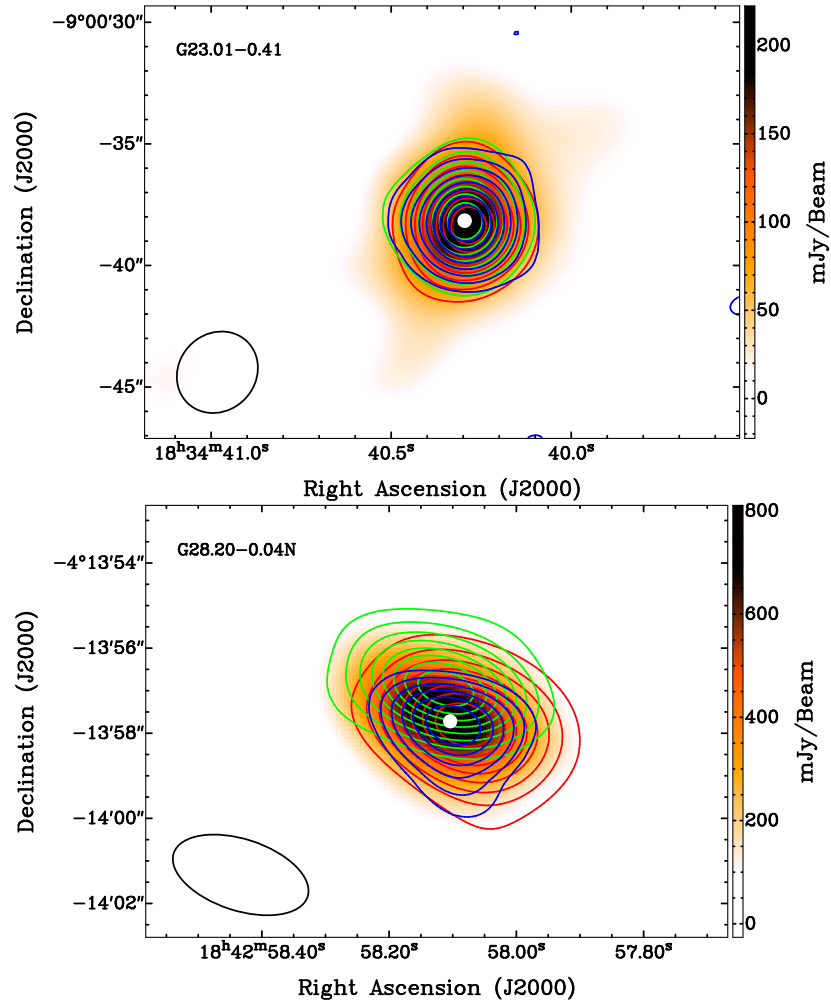 −9°00′30″
G23.01−0.41
−35″
−40″
−45″
Declination (J2000)
18ʰ34ᵐ41.0ˢ
40.5ˢ
40.0ˢ
Right Ascension (J2000)
200
150
100
50
0
mJy/Beam
−4°13′54″
G28.20−0.04N
−13′56″
−13′58″
−14′00″
−14′02″
Declination (J2000)
18ʰ42ᵐ58.40ˢ
58.20ˢ
58.00ˢ
57.80ˢ
Right Ascension (J2000)
800
600
400
200
0
mJy/Beam